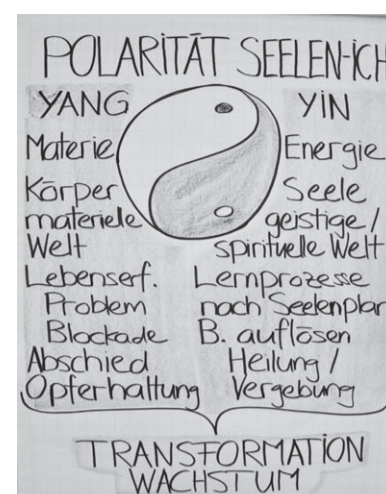 POLARITÄT SEELEN-ICH
YANG YIN
Materie Energie
Körper Seele
materiele geistige /
Welt spirituelle Welt
Lebenserf. Lernprozesse
Problem nach Seelenplan
Blockade B. auflösen
Abschied Heilung /
Opferhaltung Vergebung
TRANSFORMATION
WACHSTUM